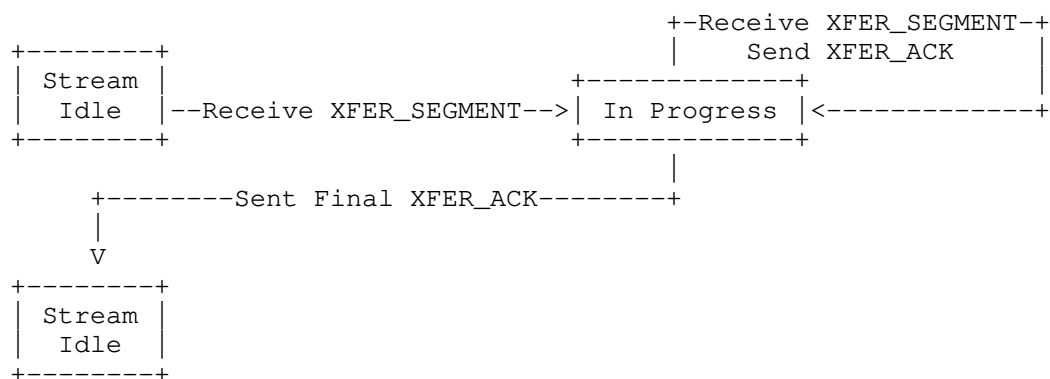 +-Receive XFER_SEGMENT-+
+--------+ | Send XFER_ACK |
| Stream | +-------------+ |
| Idle |--Receive XFER_SEGMENT-->| In Progress |<-------------+
+--------+ +-------------+
|
+--------Sent Final XFER_ACK--------+
|
V
+--------+
| Stream |
| Idle |
+--------+